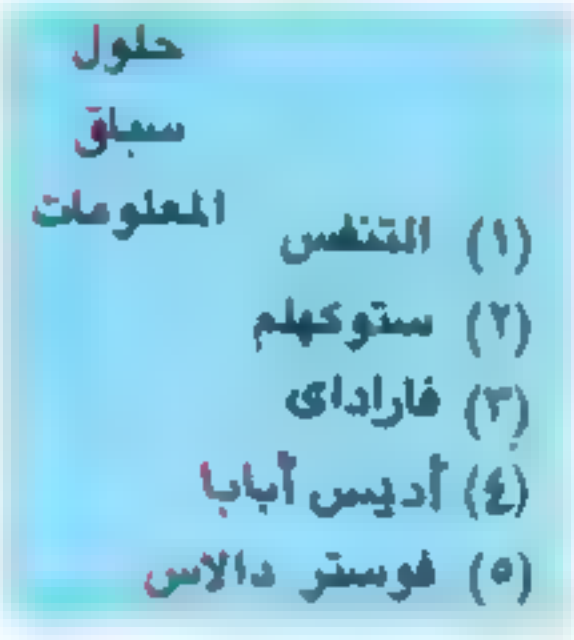 حلول
سباق
المعلومات
(١) التنفس
(٢) ستوكهلم
(٣) فاراداى
(٤) أديس أبابا
(٥) فوستر دالاس